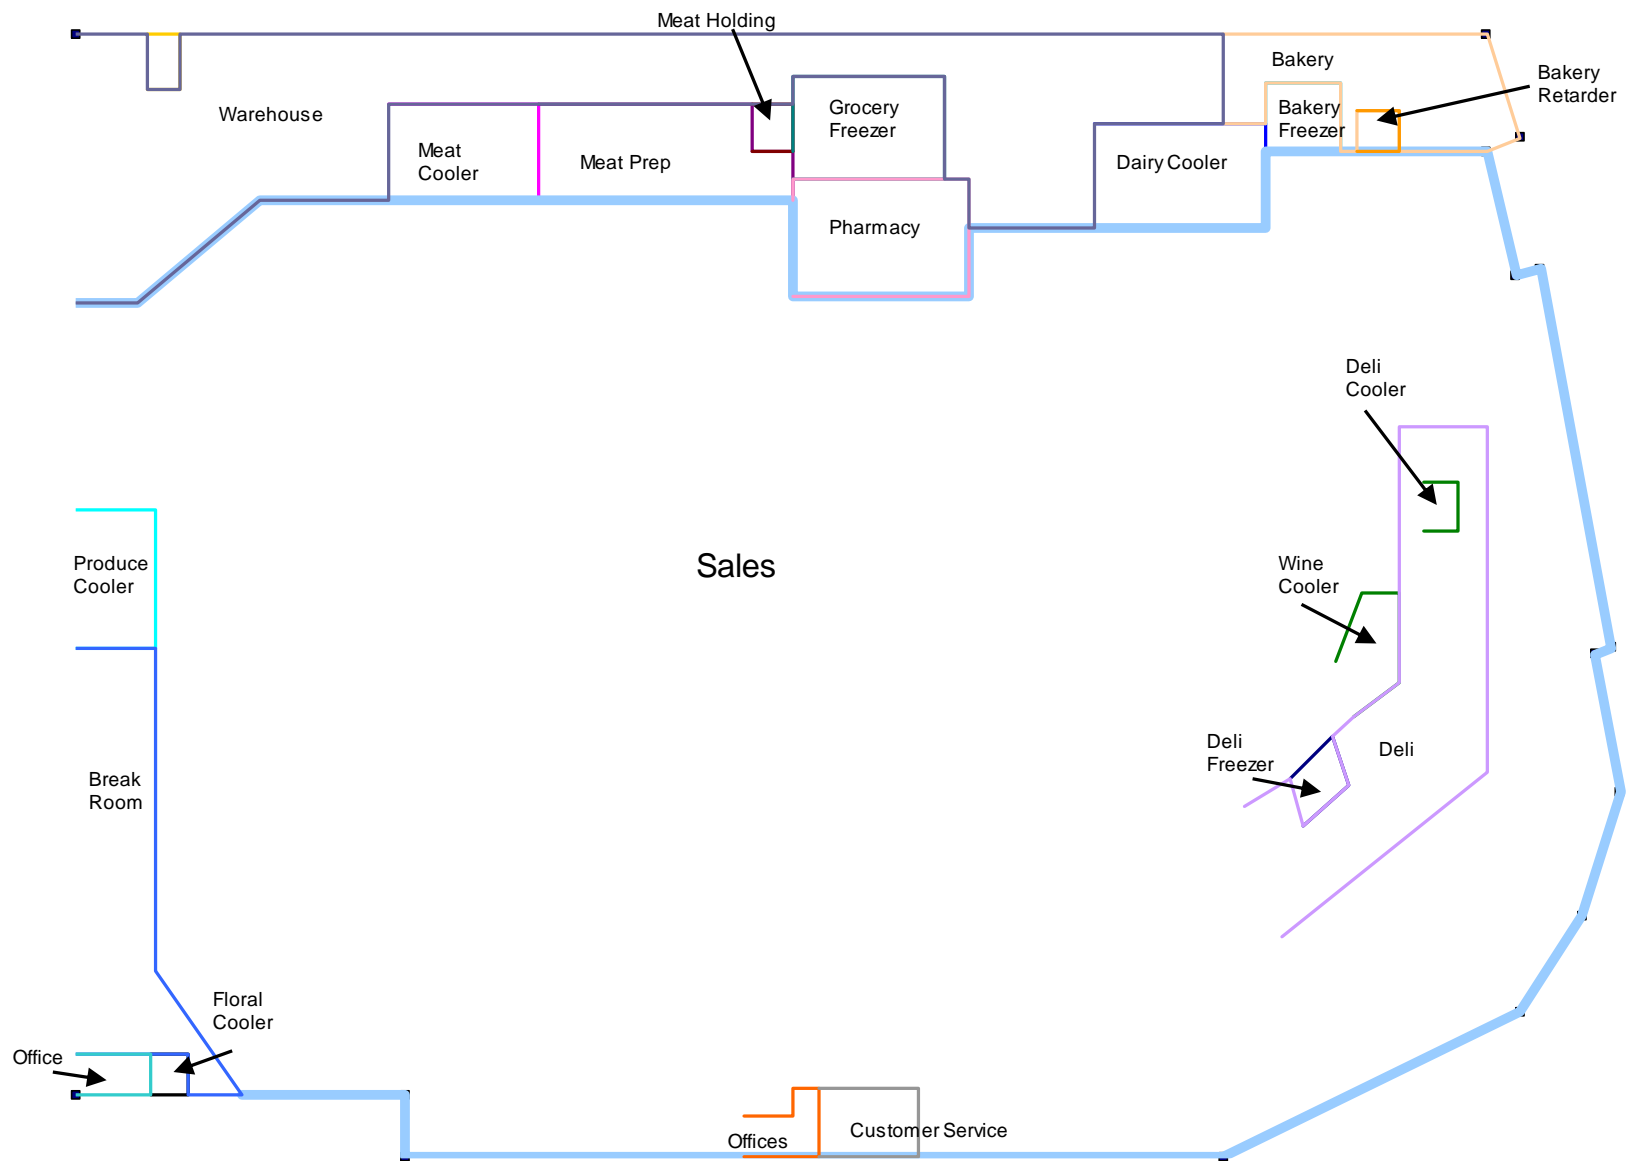 Meat Holding
Bakery
Bakery
Retarder
Warehouse
Grocery
Freezer
Bakery
Freezer
Meat
Cooler
Meat Prep
Dairy Cooler
Pharmacy
Deli
Cooler
Produce
Cooler
Sales
Wine
Cooler
Deli
Freezer
Deli
Break
Room
Floral
Cooler
Office
Offices
Customer Service